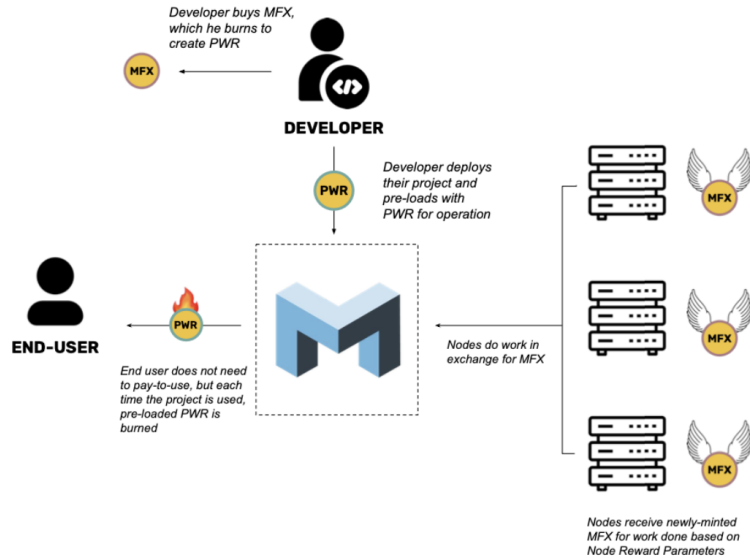 Developer buys MFX,
which he burns to
create PWR
MFX
DEVELOPER
PWR
Developer deploys
their project and
pre-loads with
PWR for operation
MFX
MFX
MFX
END-USER
PWR
End user does not need
to pay-to-use, but each
time the project is used,
pre-loaded PWR is
burned
Nodes do work in
exchange for MFX
Nodes receive newly-minted
MFX for work done based on
Node Reward Parameters